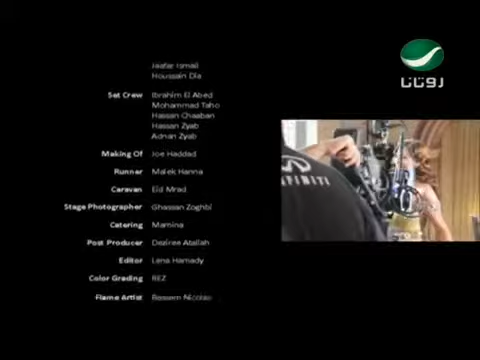 Jaafar Ismail
Houssain Dia
Set Crew Ibrahim El Abed
Mohammad Taho
Hassan Chaaban
Hassan Zyab
Adnan Zyab
Making Of Joe Haddad
Runner Malek Hanna
Caravan Eid Mrad
Stage Photographer Ghassan Zoghbi
Catering Mamina
Post Producer Desiree Atallah
Editor Lena Hamady
Color Grading REZ
Flame Artist Bassem Nicolas
روتانا
INFINITI